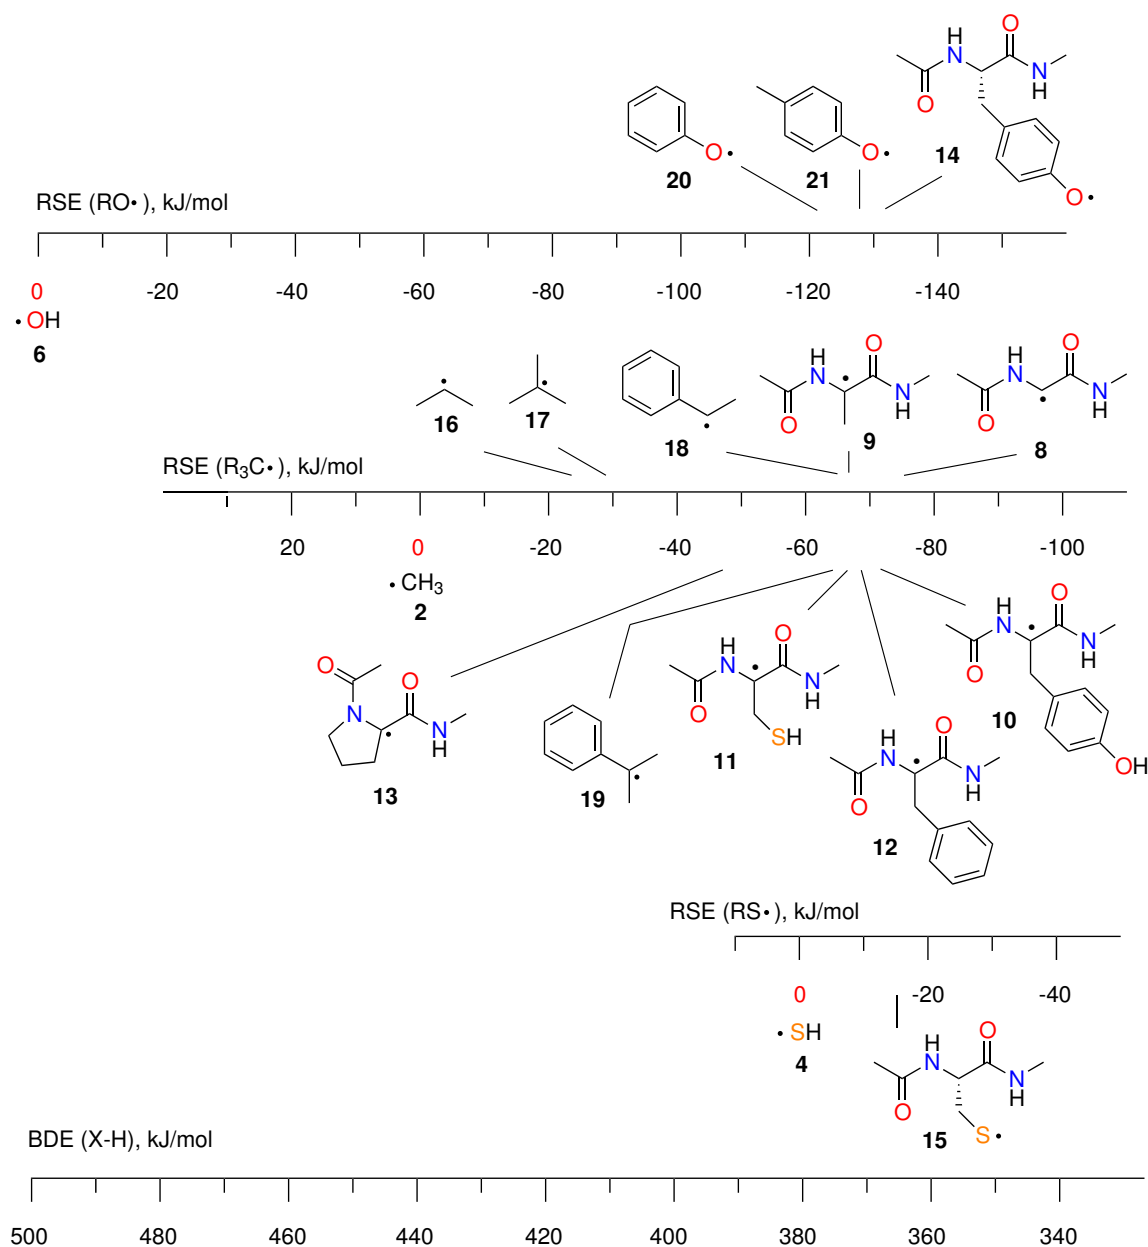 H
N
O
N
H
O
O•
20
O•
21
14
O•
RSE (RO•), kJ/mol
0 -20 -40 -60 -80 -100 -120 -140
•OH
6
16
17
18
H
N
O
N
H
O
9
H
N
O
N
H
O
8
RSE (R₃C•), kJ/mol
20 0 -20 -40 -60 -80 -100
•CH₃
2
O
N
O
N
H
13
19
H
N
O
N
H
O
SH
11
H
N
O
N
H
O
12
H
N
O
N
H
O
OH
10
RSE (RS•), kJ/mol
0 -20 -40
•SH
4
H
N
O
N
H
O
S•
15
BDE (X-H), kJ/mol
500 480 460 440 420 400 380 360 340